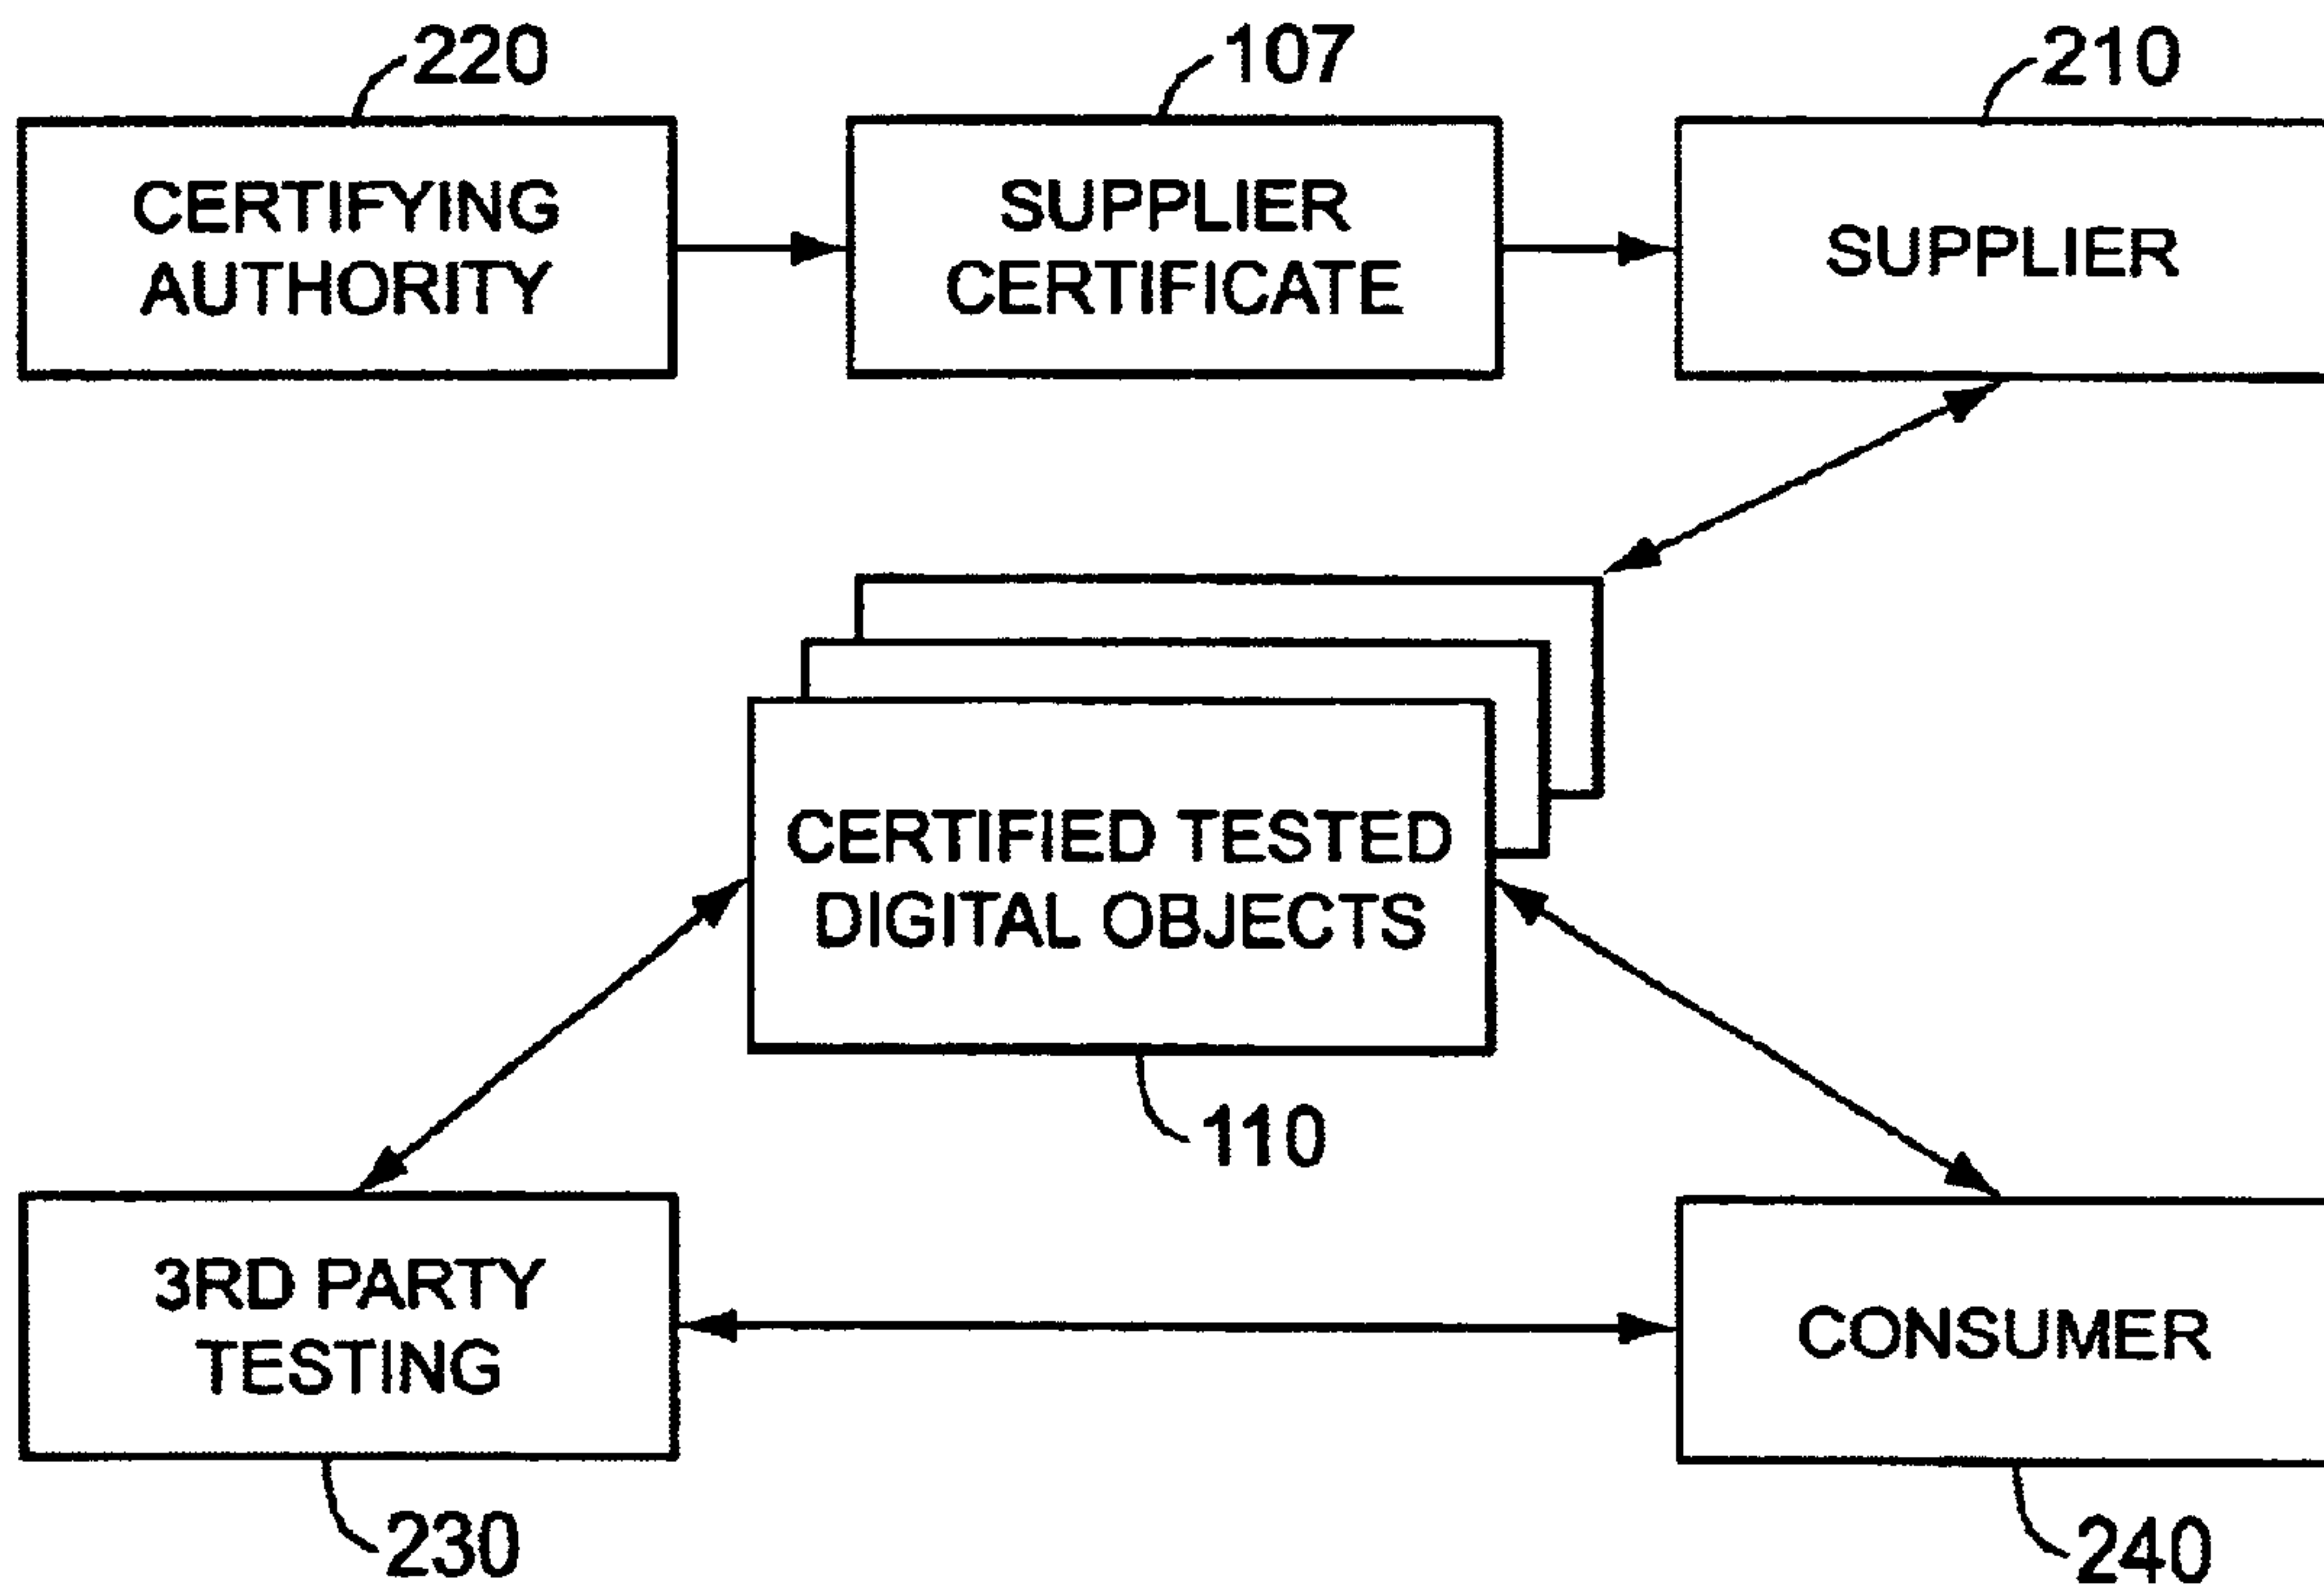 220
107
210
CERTIFYING
AUTHORITY
SUPPLIER
CERTIFICATE
SUPPLIER
CERTIFIED TESTED
DIGITAL OBJECTS
110
3RD PARTY
TESTING
CONSUMER
230
240